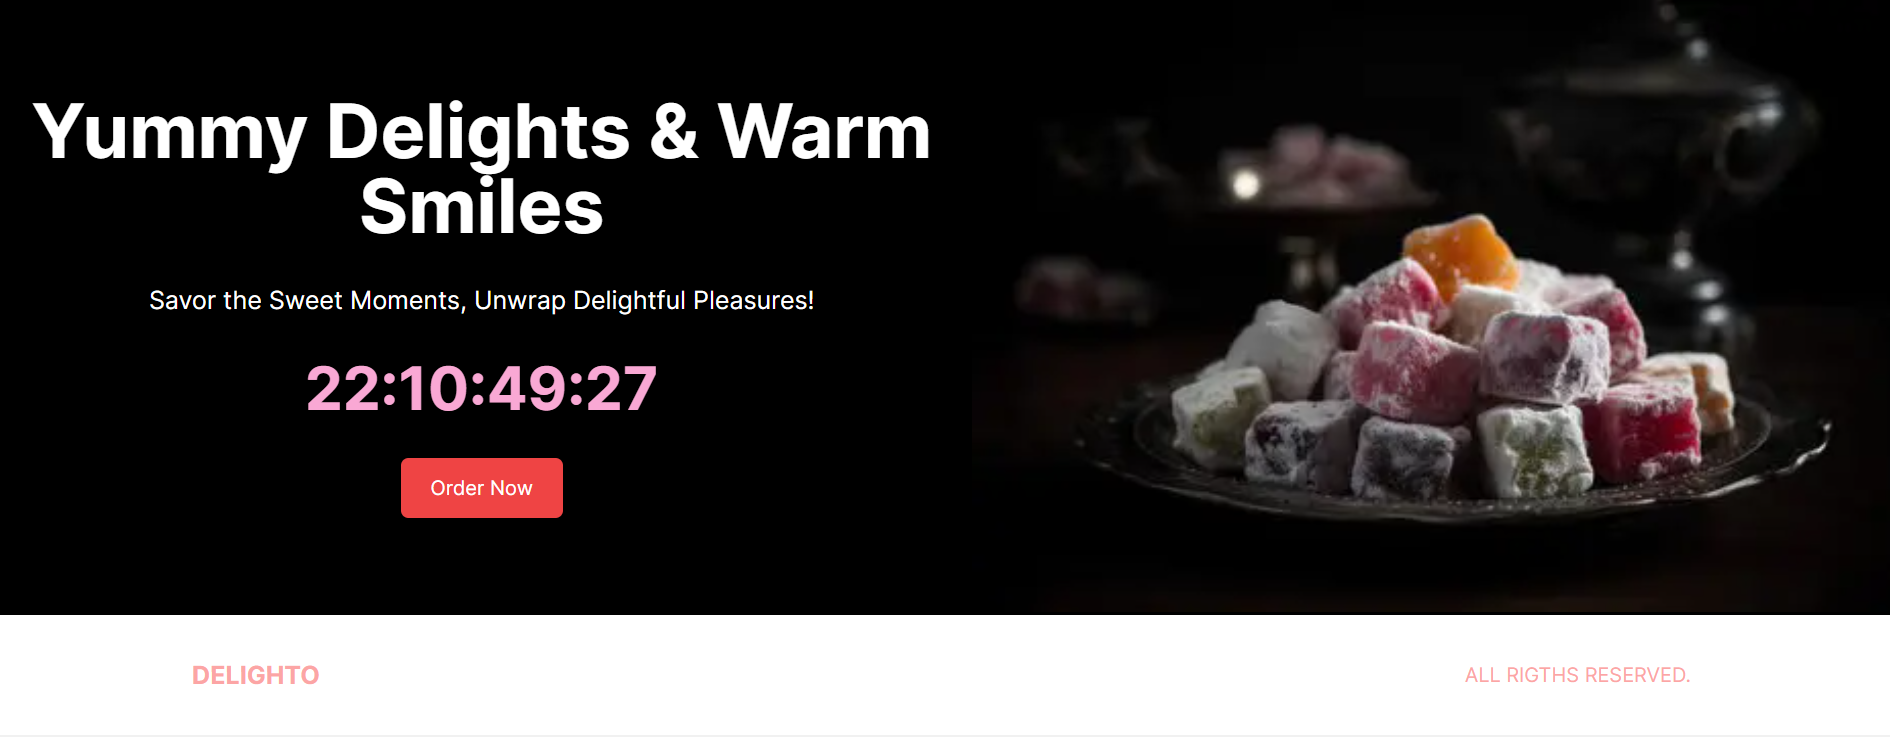 Yummy Delights & Warm
Smiles
Savor the Sweet Moments, Unwrap Delightful Pleasures!
22:10:49:27
Order Now
DELIGHTO
ALL RIGTHS RESERVED.